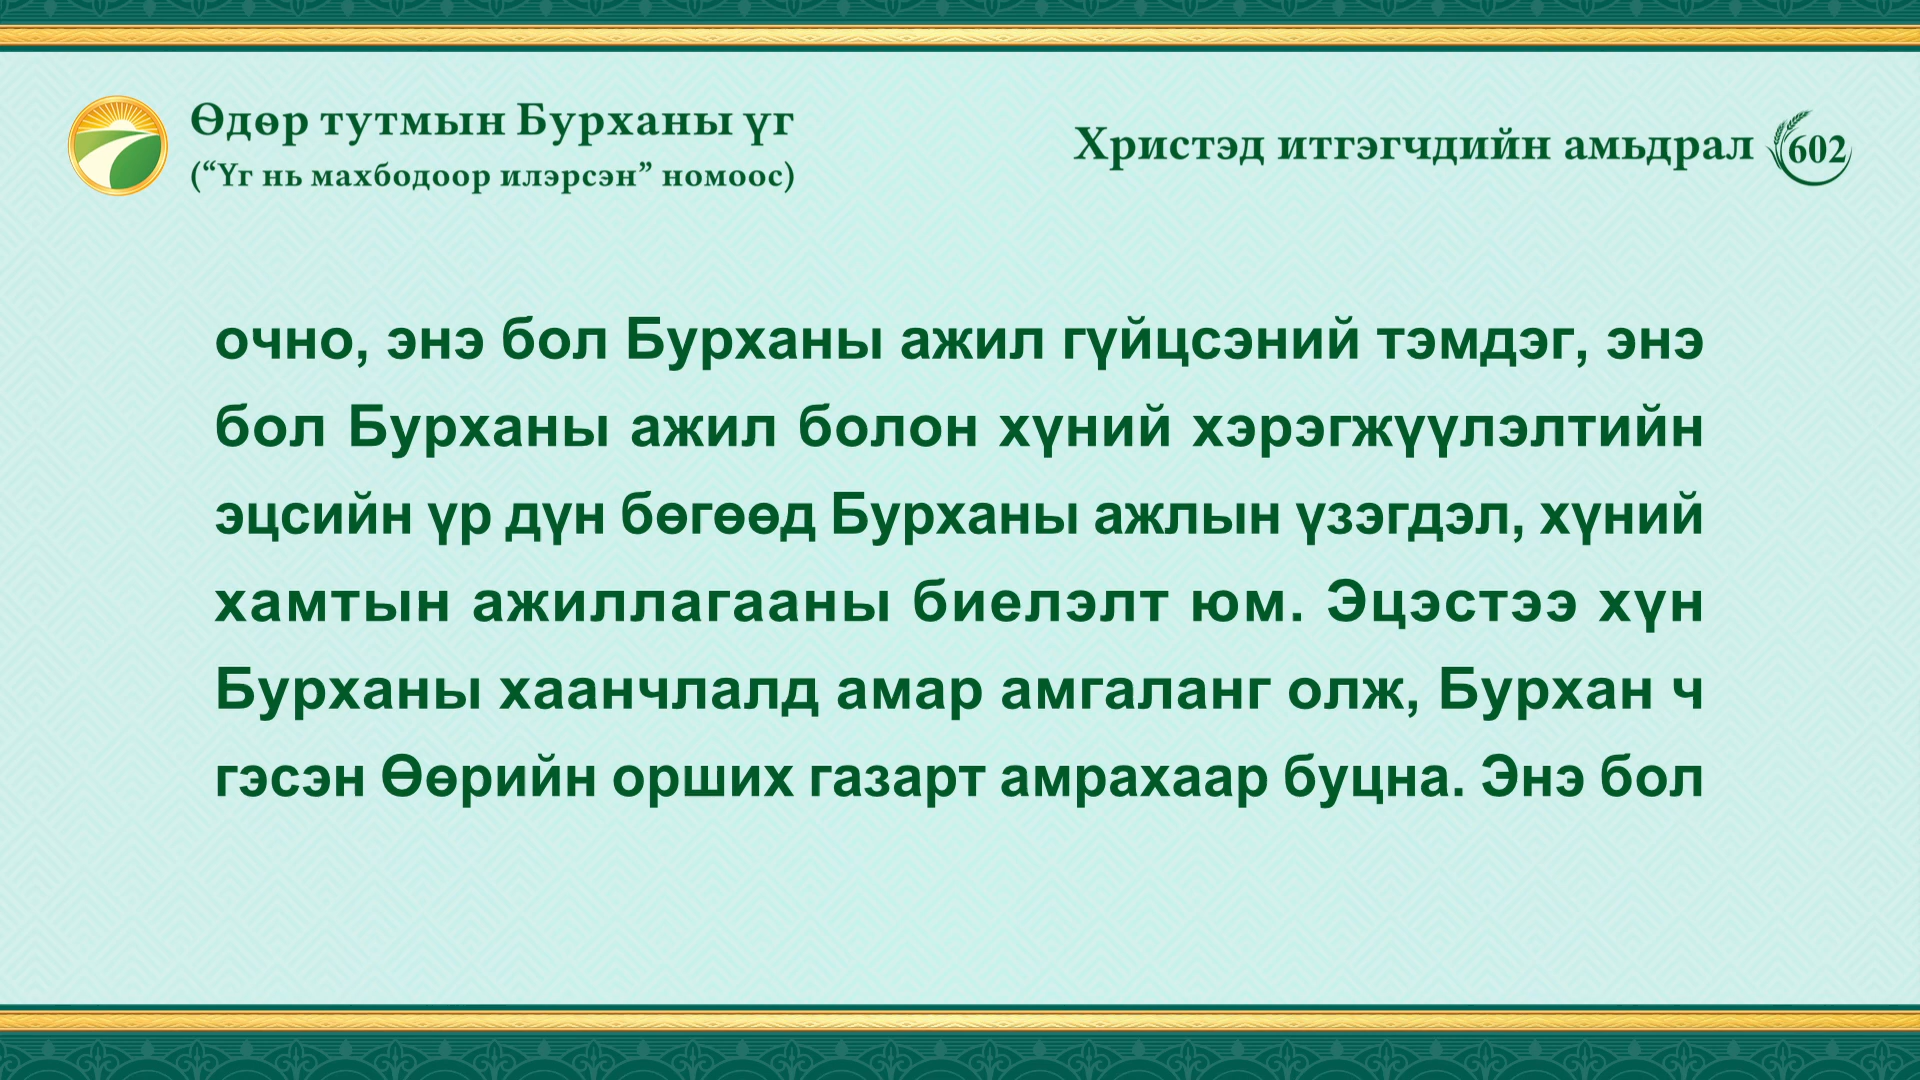 Өдөр тутмын Бурханы үг
(“Үг нь махбодоор илэрсэн” номоос)
Христэд итгэгчдийн амьдрал 602
очно, энэ бол Бурханы ажил гүйцсэний тэмдэг, энэ
бол Бурханы ажил болон хүний хэрэгжүүлэлтийн
эцсийн үр дүн бөгөөд Бурханы ажлын үзэгдэл, хүний
хамтын ажиллагааны биелэлт юм. Эцэстээ хүн
Бурханы хаанчлалд амар амгаланг олж, Бурхан ч
гэсэн Өөрийн орших газарт амрахаар буцна. Энэ бол